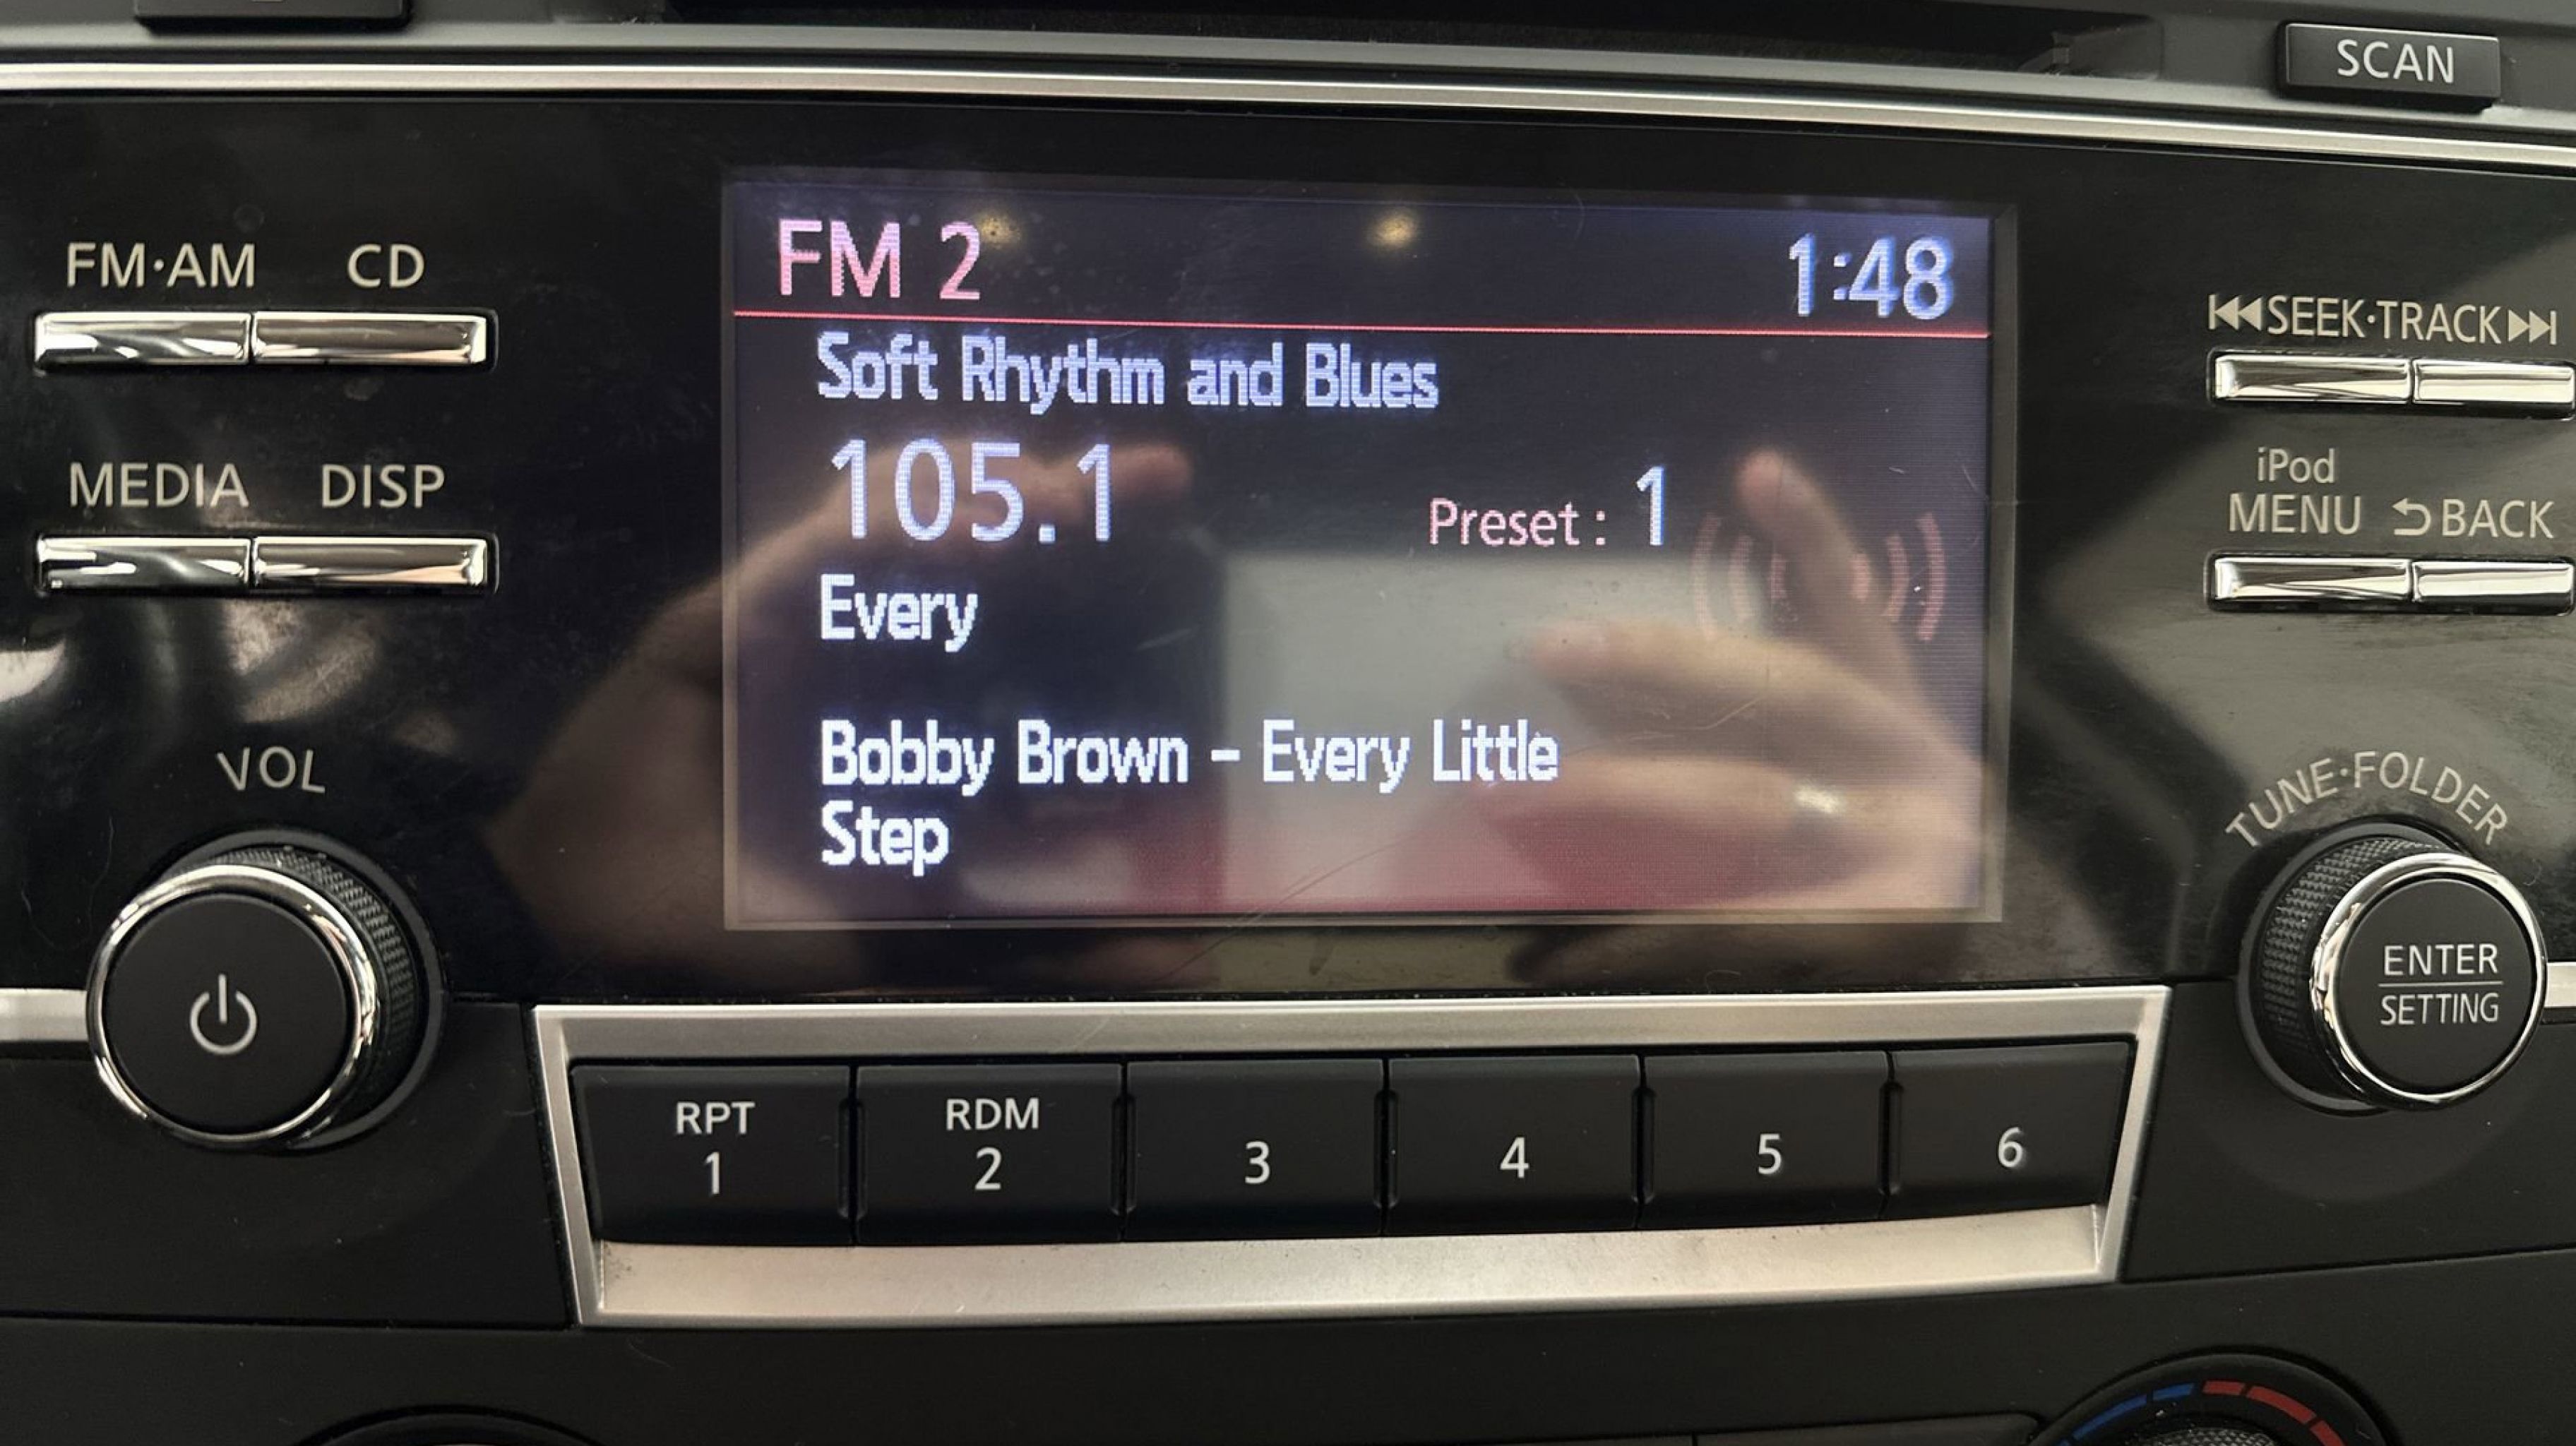 SCAN
FM·AM CD
FM 2 1:48
SEEK·TRACK
Soft Rhythm and Blues
105.1
Preset : 1
iPod
MENU BACK
MEDIA DISP
Every
Bobby Brown - Every Little
Step
VOL
TUNE·FOLDER
ENTER
SETTING
RPT
1
RDM
2
3
4
5
6